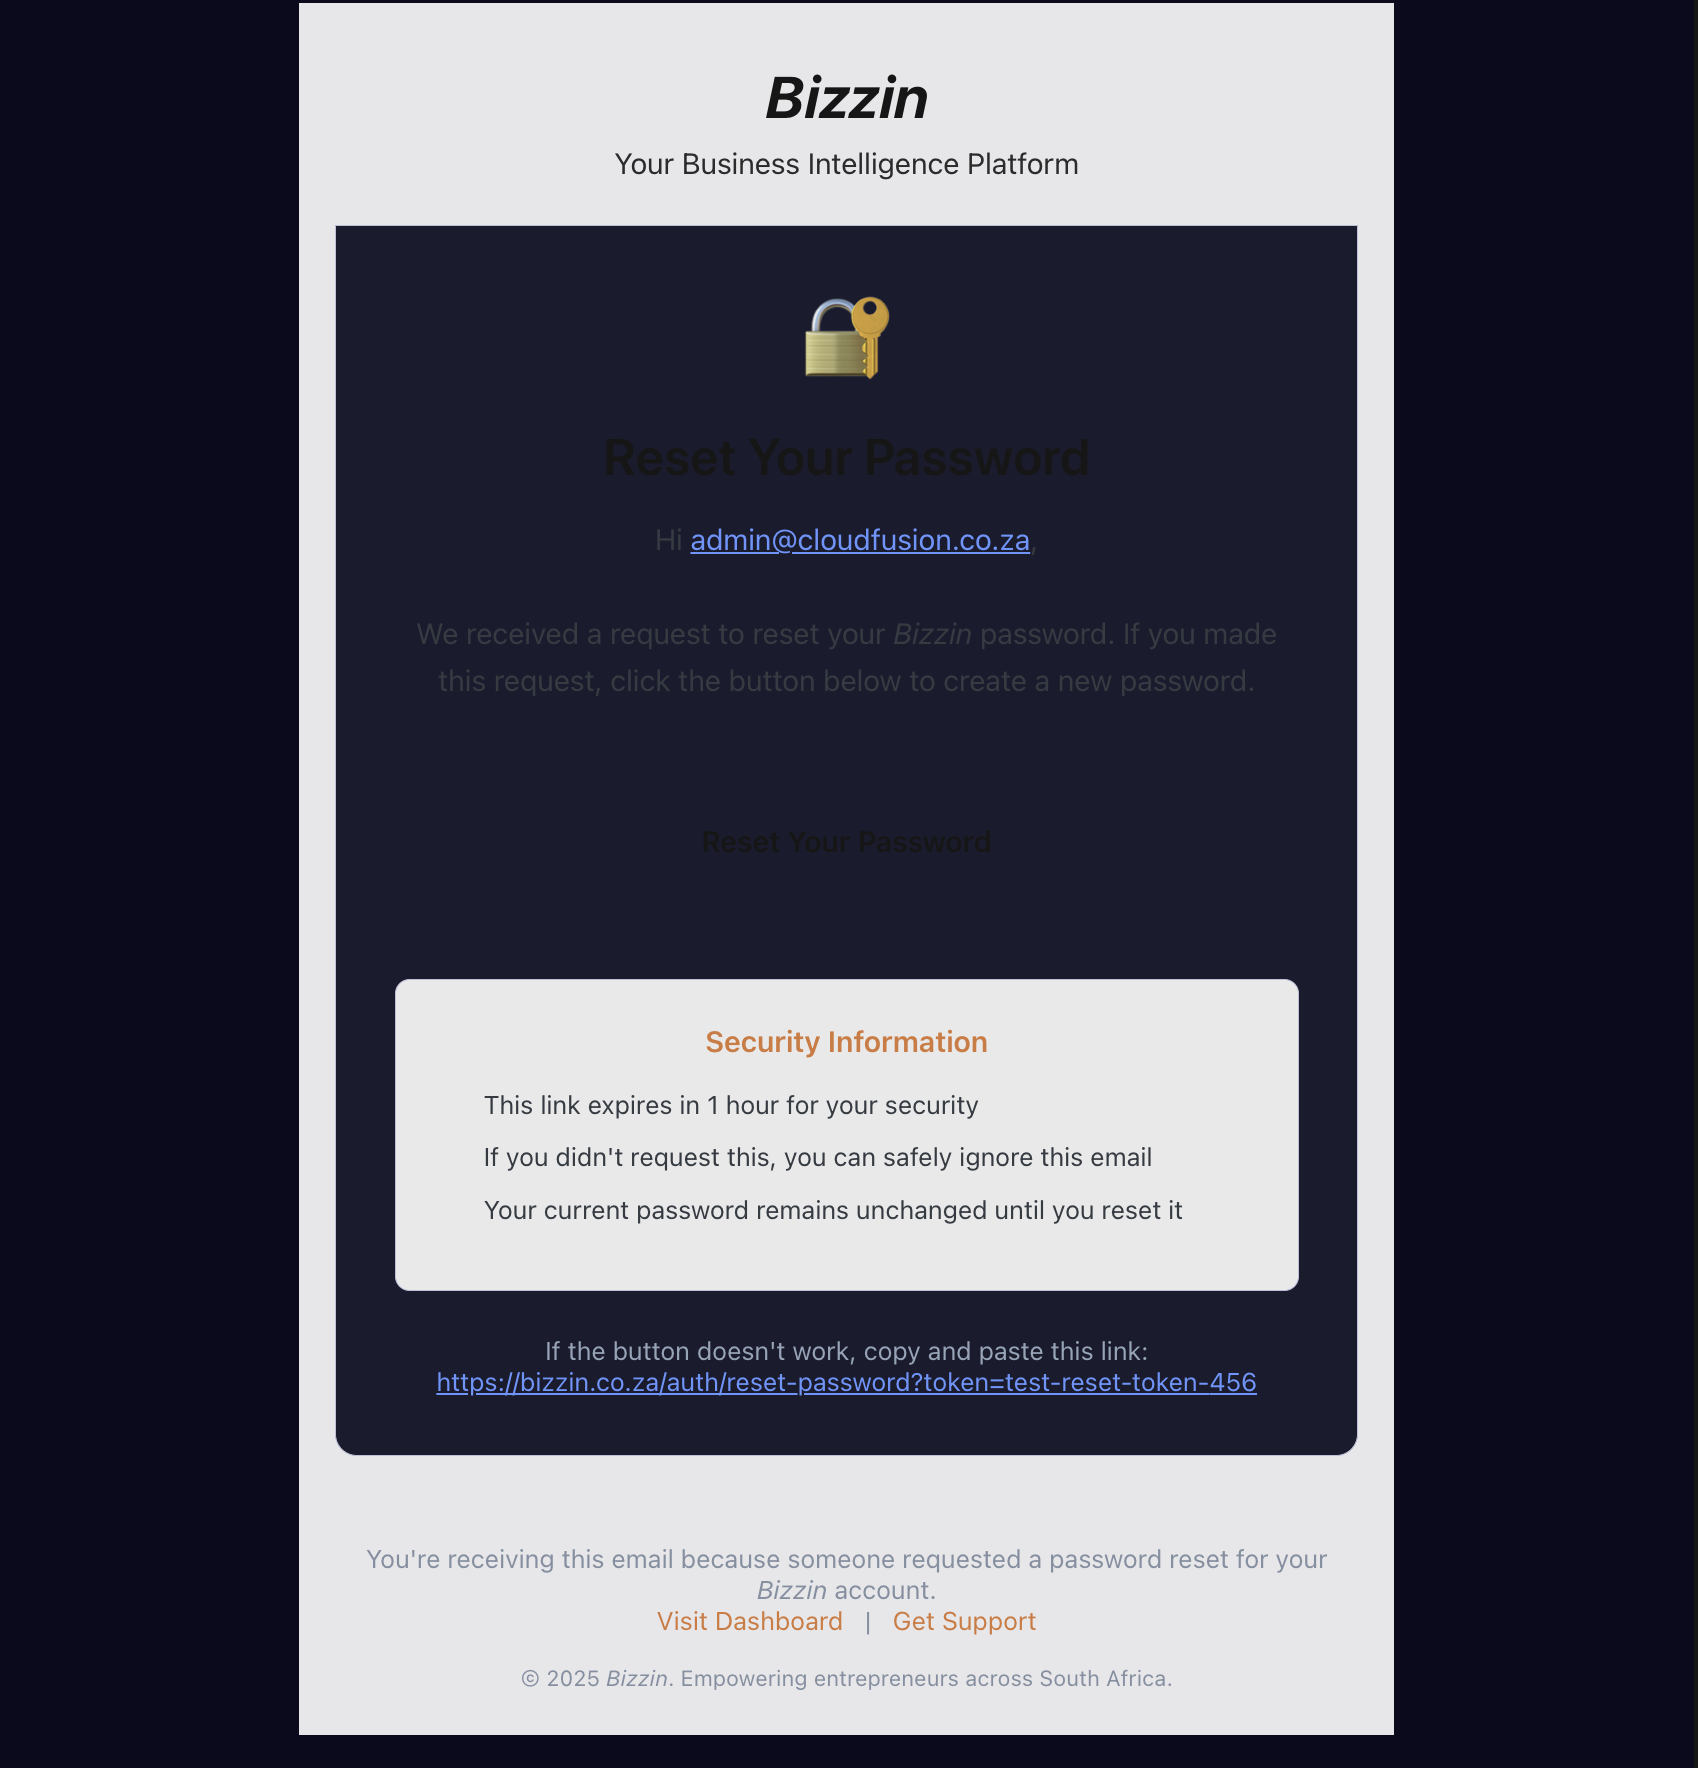 Bizzin
Your Business Intelligence Platform
Reset Your Password
Hi admin@cloudfusion.co.za,
We received a request to reset your Bizzin password. If you made
this request, click the button below to create a new password.
Reset Your Password
Security Information
This link expires in 1 hour for your security
If you didn't request this, you can safely ignore this email
Your current password remains unchanged until you reset it
If the button doesn't work, copy and paste this link:
https://bizzin.co.za/auth/reset-password?token=test-reset-token-456
You're receiving this email because someone requested a password reset for your
Bizzin account.
Visit Dashboard | Get Support
© 2025 Bizzin. Empowering entrepreneurs across South Africa.